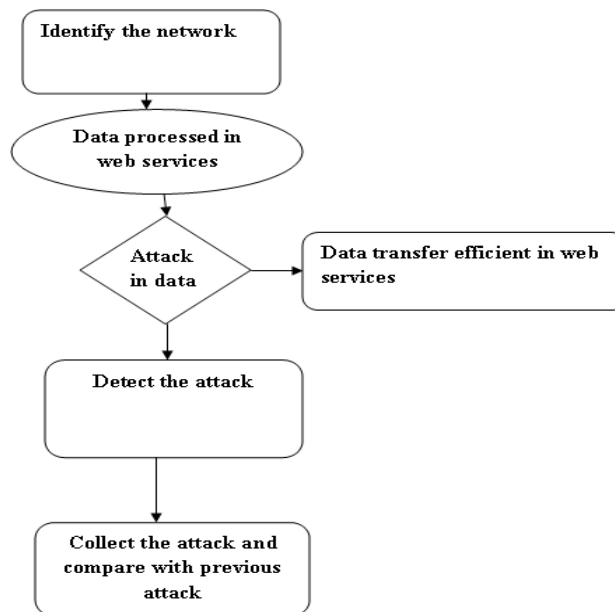 Identify the network
Data processed in
web services
Attack
in data
Data transfer efficient in web
services
Detect the attack
Collect the attack and
compare with previous
attack